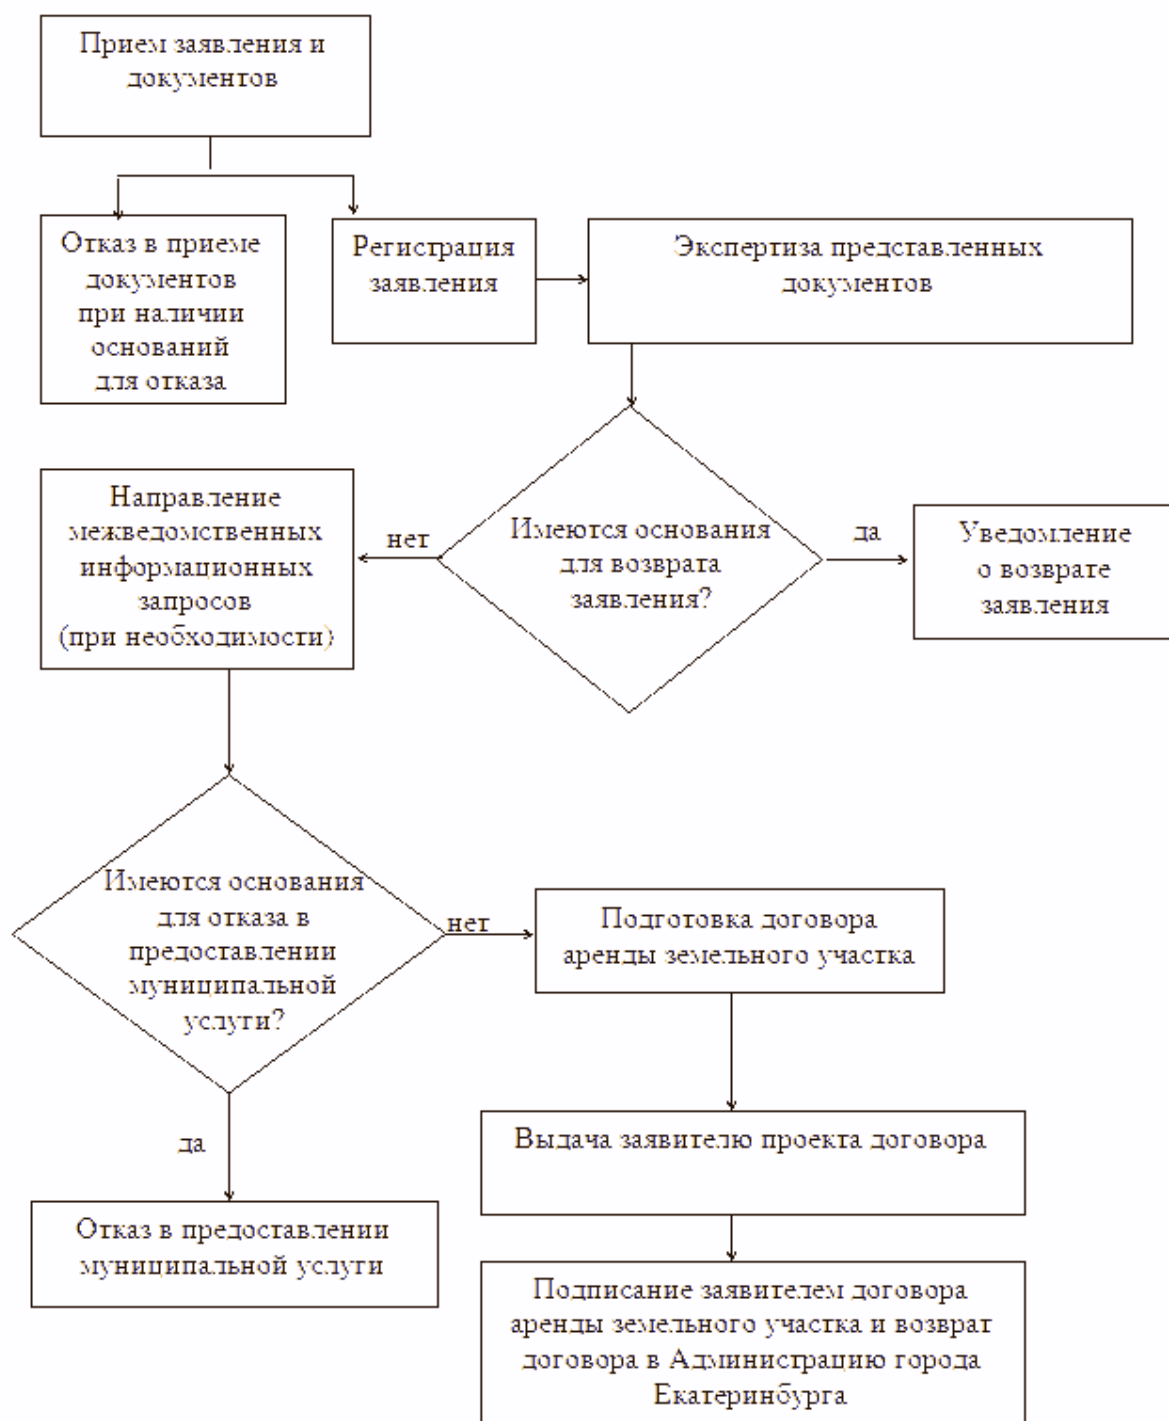 Прием заявления и
документов
Отказ в приеме
документов
при наличии
оснований
для отказа
Регистрация
заявления
Экспертиза представленных
документов
Имеются основания
для возврата
заявления?
нет
да
Направление
межведомственных
информационных
запросов
(при необходимости)
Уведомление
о возврате
заявления
Имеются основания
для отказа в
предоставлении
муниципальной
услуги?
нет
Подготовка договора
аренды земельного участка
да
Выдача заявителю проекта договора
Отказ в предоставлении
муниципальной услуги
Подписание заявителем договора
аренды земельного участка и возврат
договора в Администрацию города
Екатеринбурга